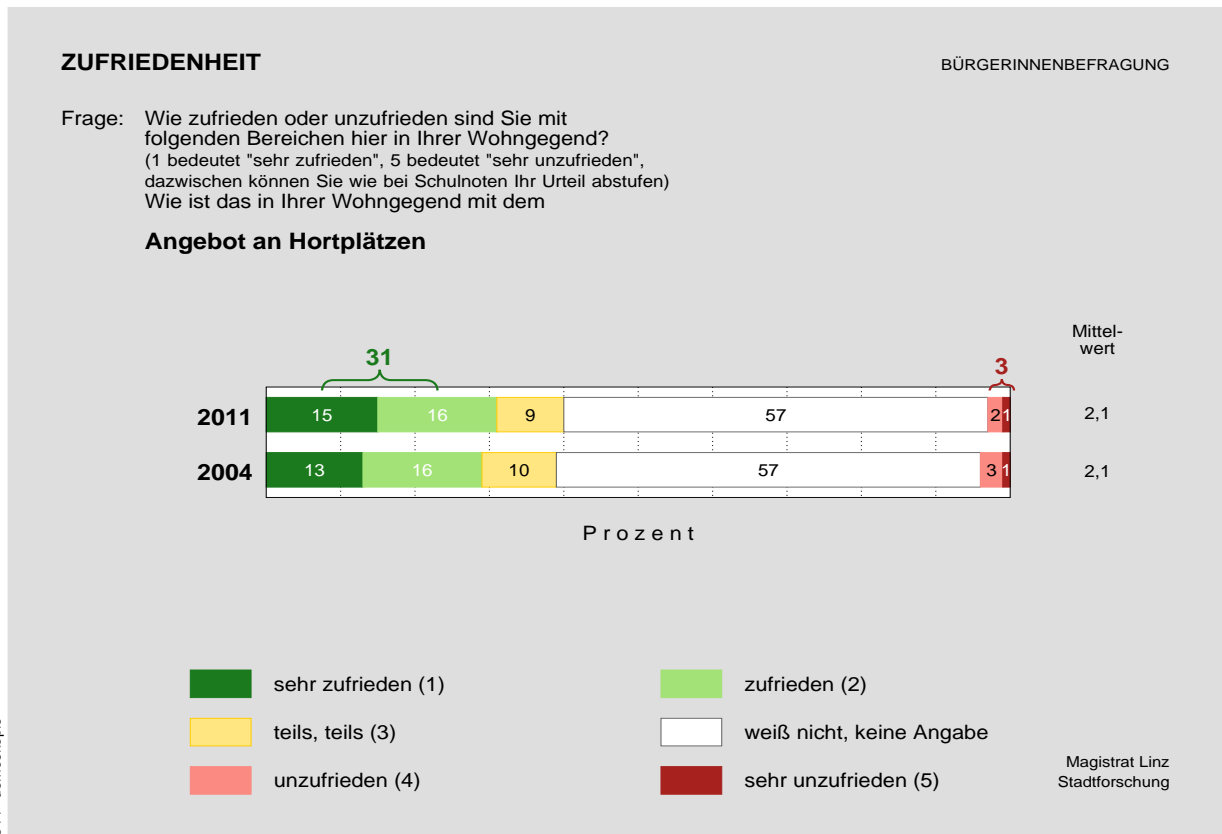 ZUFRIEDENHEIT
BÜRGERINNENBEFRAGUNG
Frage: Wie zufrieden oder unzufrieden sind Sie mit
folgenden Bereichen hier in Ihrer Wohngegend?
(1 bedeutet "sehr zufrieden", 5 bedeutet "sehr unzufrieden",
dazwischen können Sie wie bei Schulnoten Ihr Urteil abstufen)
Wie ist das in Ihrer Wohngegend mit dem
Angebot an Hortplätzen
Mittel-
wert
31 3
2011 15 16 9 57 2 1 2,1
2004 13 16 10 57 3 1 2,1
Prozent
sehr zufrieden (1) zufrieden (2)
teils, teils (3) weiß nicht, keine Angabe
unzufrieden (4) sehr unzufrieden (5)
Magistrat Linz
Stadtforschung